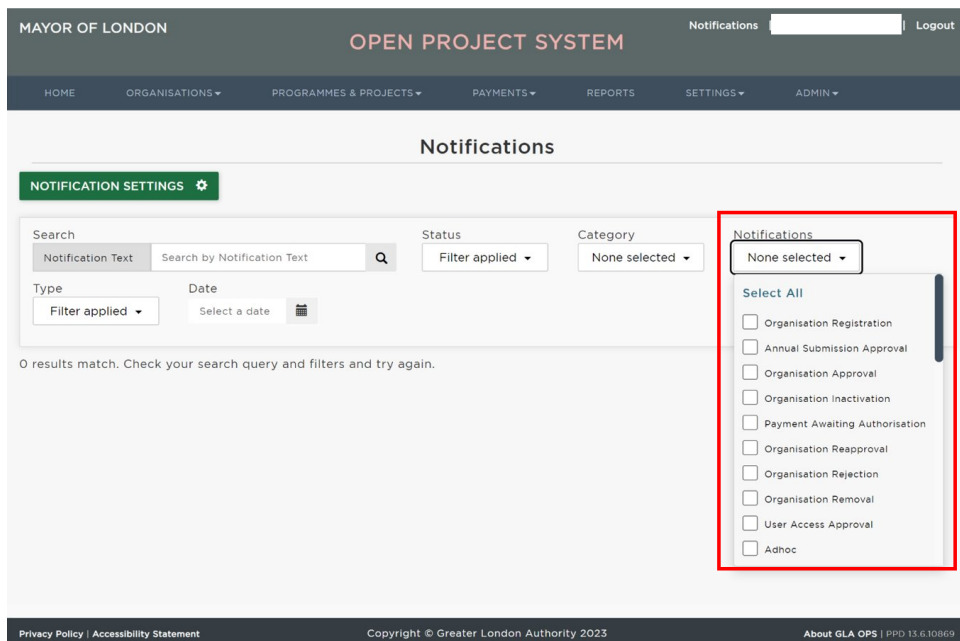 MAYOR OF LONDON
OPEN PROJECT SYSTEM
Notifications | | Logout
HOME ORGANISATIONS PROGRAMMES & PROJECTS PAYMENTS REPORTS SETTINGS ADMIN
Notifications
NOTIFICATION SETTINGS
Search Status Category Notifications
Notification Text Search by Notification Text Filter applied None selected None selected
Type Date
Filter applied Select a date
0 results match. Check your search query and filters and try again.
Select All
Organisation Registration
Annual Submission Approval
Organisation Approval
Organisation Inactivation
Payment Awaiting Authorisation
Organisation Reapproval
Organisation Rejection
Organisation Removal
User Access Approval
Adhoc
Privacy Policy | Accessibility Statement Copyright © Greater London Authority 2023 About GLA OPS | PPD 13.6.10869